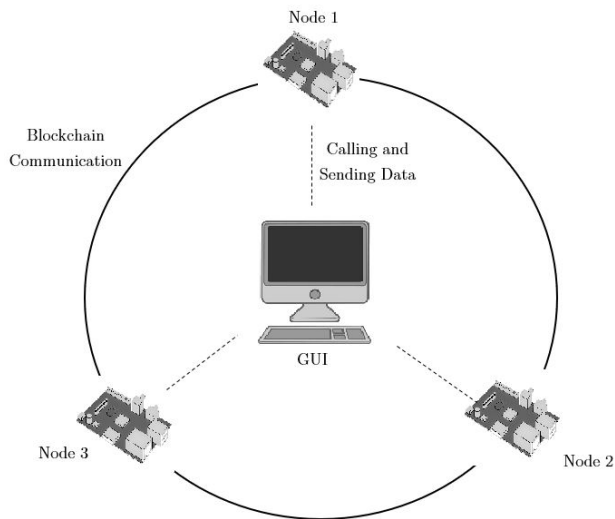 Node 1
Blockchain
Communication
Calling and
Sending Data
GUI
Node 3
Node 2